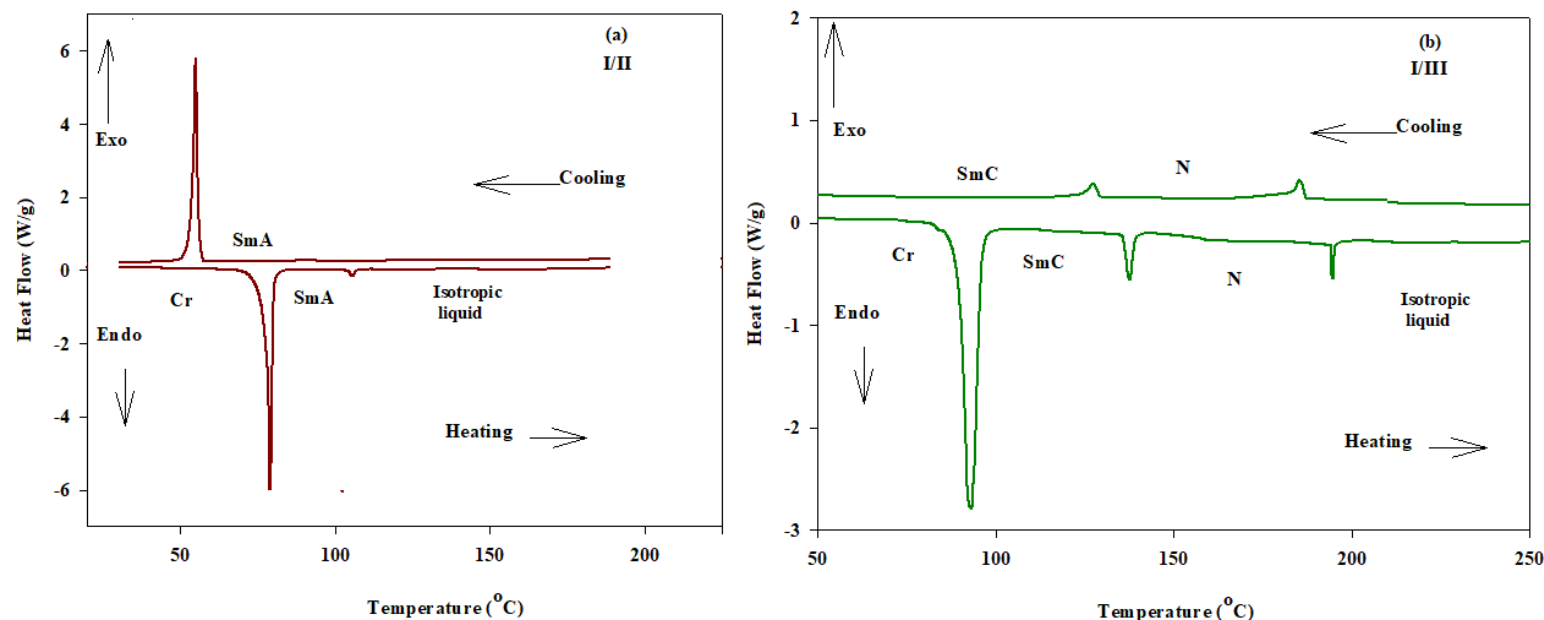 (a)
I/II
6
4
2
0
-2
-4
-6
Exo
Cooling
SmA
Cr
SmA
Isotropic
liquid
Endo
Heating
Heat Flow (W/g)
50
100
150
200
Temperature (°C)
(b)
I/III
2
1
0
-1
-2
-3
Exo
Cooling
SmC
N
Cr
SmC
N
Isotropic
liquid
Endo
Heating
Heat Flow (W/g)
50
100
150
200
250
Temperature (°C)